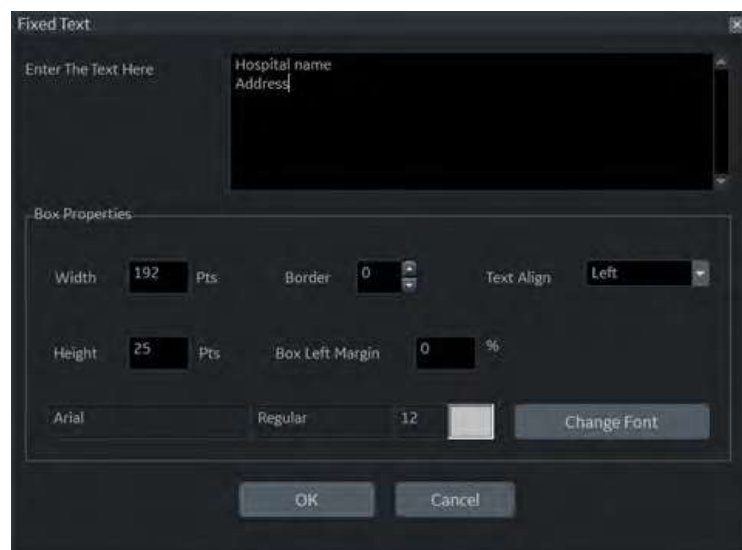 Fixed Text
Enter The Text Here
Hospital name
Address
Box Properties
Width 192 Pts Border 0 Text Align Left
Height 25 Pts Box Left Margin 0 %
Arial Regular 12 Change Font
OK Cancel